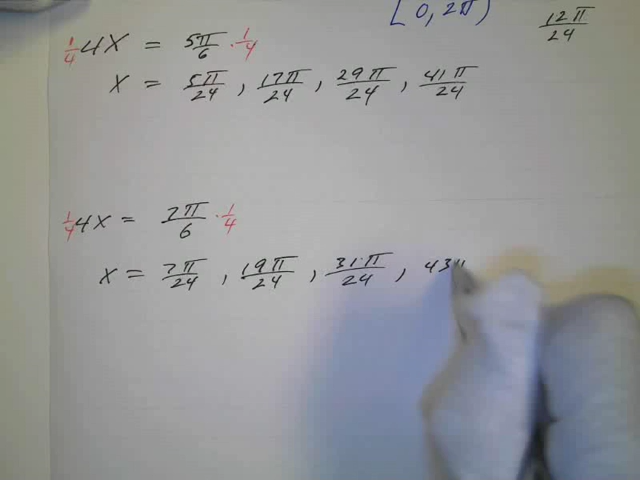 [0, 2π)
12π/24
1/4 4x = 5π/6 · 1/4
x = 5π/24, 17π/24, 29π/24, 41π/24
1/4 4x = 7π/6 · 1/4
x = 7π/24, 19π/24, 31π/24, 43π